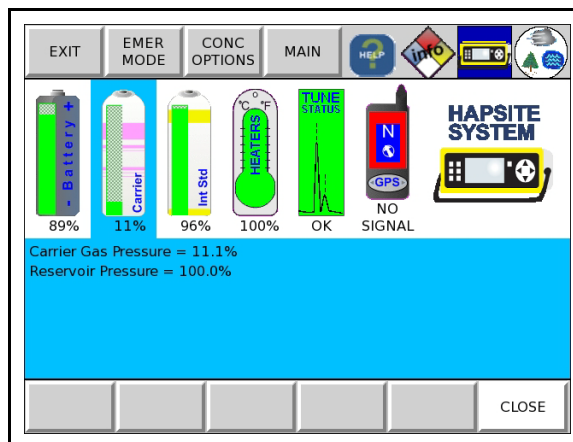 EXIT
EMER
MODE
CONC
OPTIONS
MAIN
HELP
info
- Battery +
Carrier
Int Std
°C °F
HEATERS
TUNE
STATUS
N
GPS
HAPSITE
SYSTEM
89%
11%
96%
100%
OK
NO
SIGNAL
Carrier Gas Pressure = 11.1%
Reservoir Pressure = 100.0%
CLOSE